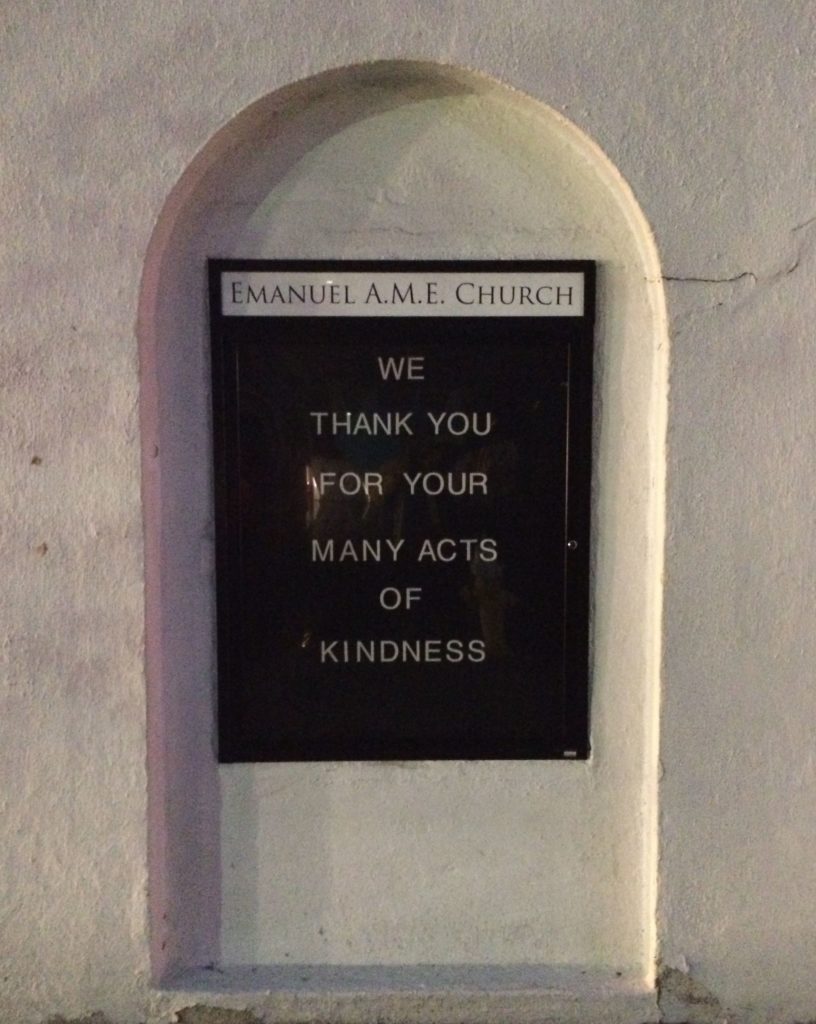 EMANUEL A.M.E. CHURCH
WE
THANK YOU
FOR YOUR
MANY ACTS
OF
KINDNESS